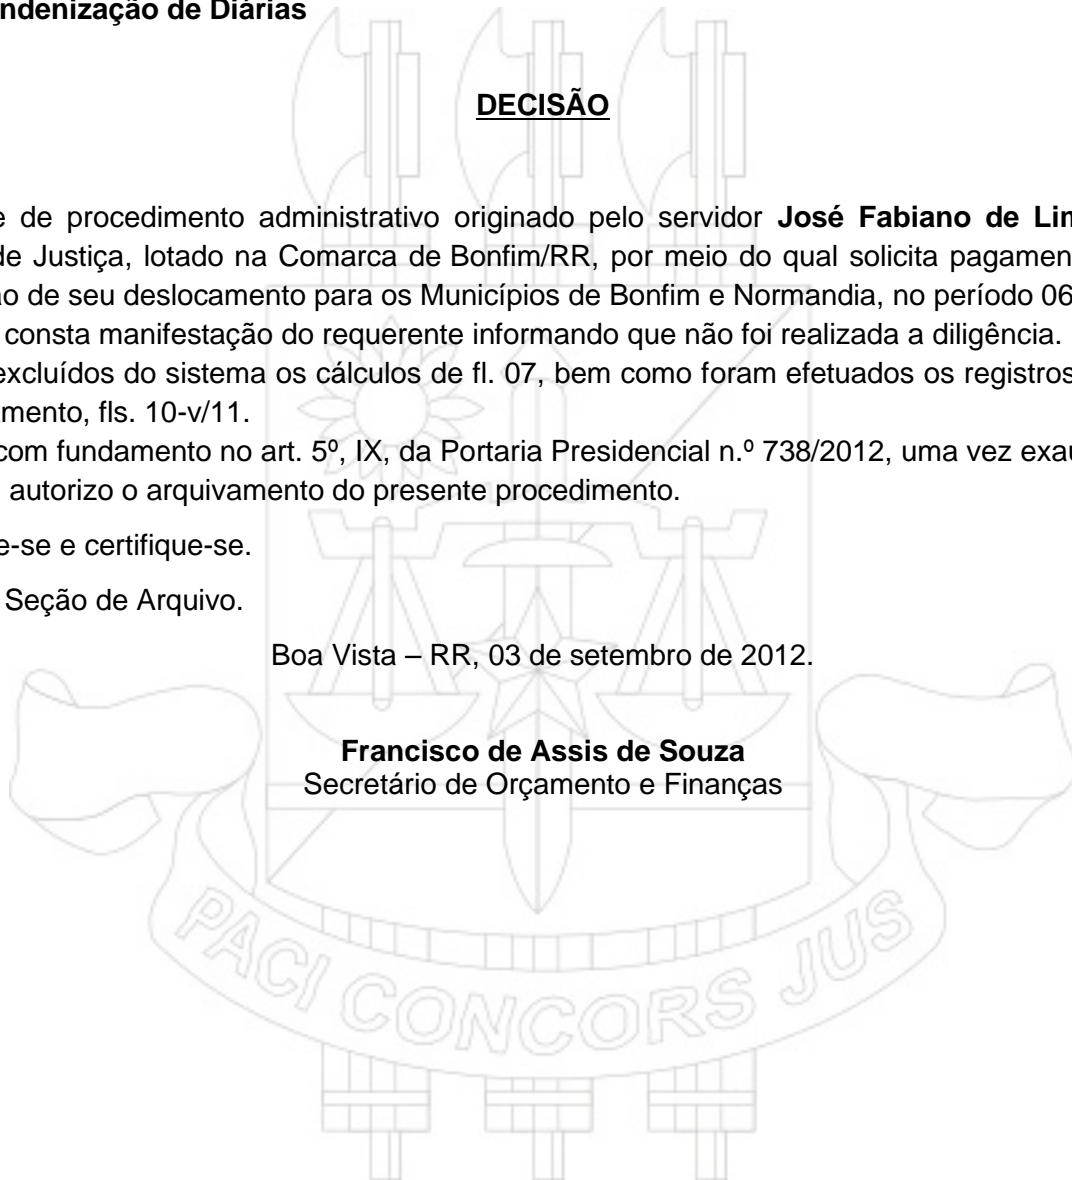 ndenização de Diárias
DECISÃO
e de procedimento administrativo originado pelo servidor José Fabiano de Lim
de Justiça, lotado na Comarca de Bonfim/RR, por meio do qual solicita pagamen
ão de seu deslocamento para os Municípios de Bonfim e Normandia, no período 06
consta manifestação do requerente informando que não foi realizada a diligência.
excluídos do sistema os cálculos de fl. 07, bem como foram efetuados os registros
mento, fls. 10-v/11.
com fundamento no art. 5º, IX, da Portaria Presidencial n.º 738/2012, uma vez exau
autorizo o arquivamento do presente procedimento.
e-se e certifique-se.
Seção de Arquivo.
Boa Vista – RR, 03 de setembro de 2012.
Francisco de Assis de Souza
Secretário de Orçamento e Finanças
PACI CONCORS JUS